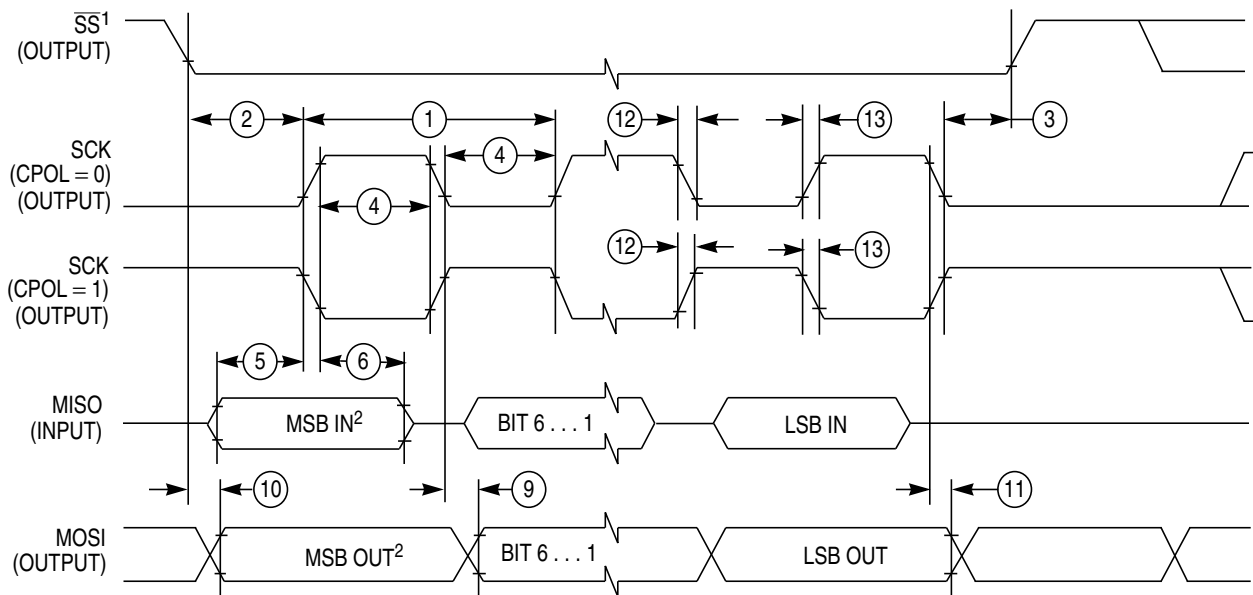 SS1
(OUTPUT)
2
1
12
13
3
SCK
(CPOL = 0)
(OUTPUT)
4
4
12
13
SCK
(CPOL = 1)
(OUTPUT)
5
6
MISO
(INPUT)
MSB IN2
BIT 6 . . . 1
LSB IN
10
9
11
MOSI
(OUTPUT)
MSB OUT2
BIT 6 . . . 1
LSB OUT